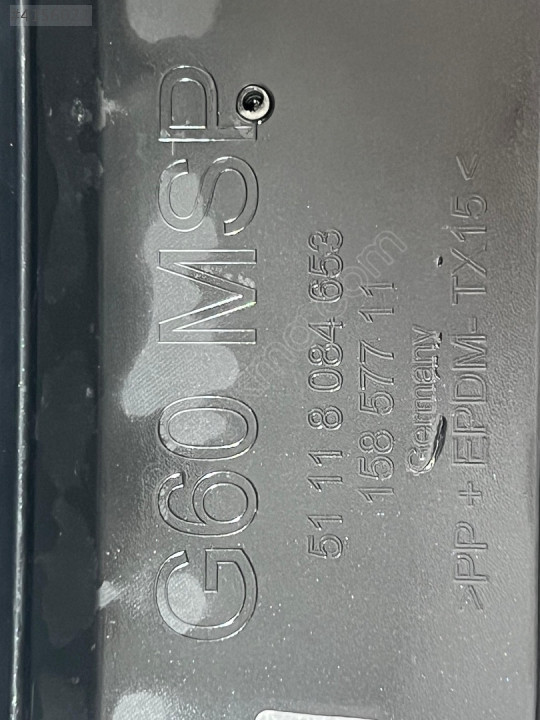 G60 MSP
51 11 8 084 653
158 577 11
Germany
>PP + EPDM- TX15<